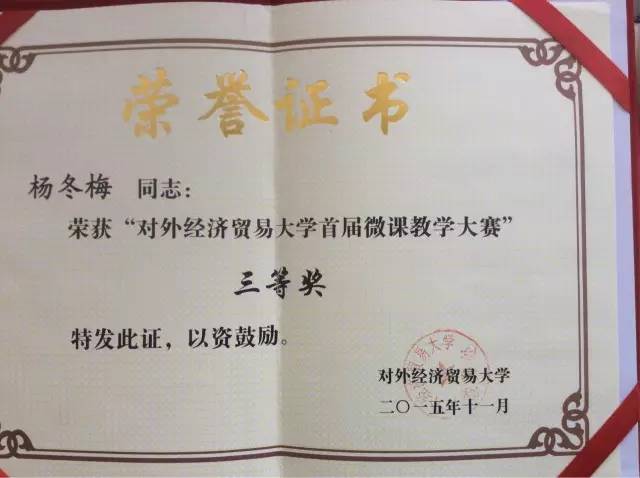 荣誉证书
杨冬梅 同志：
荣获“对外经济贸易大学首届微课教学大赛”
三等奖
特发此证，以资鼓励。
对外经济贸易大学
二〇一五年十一月